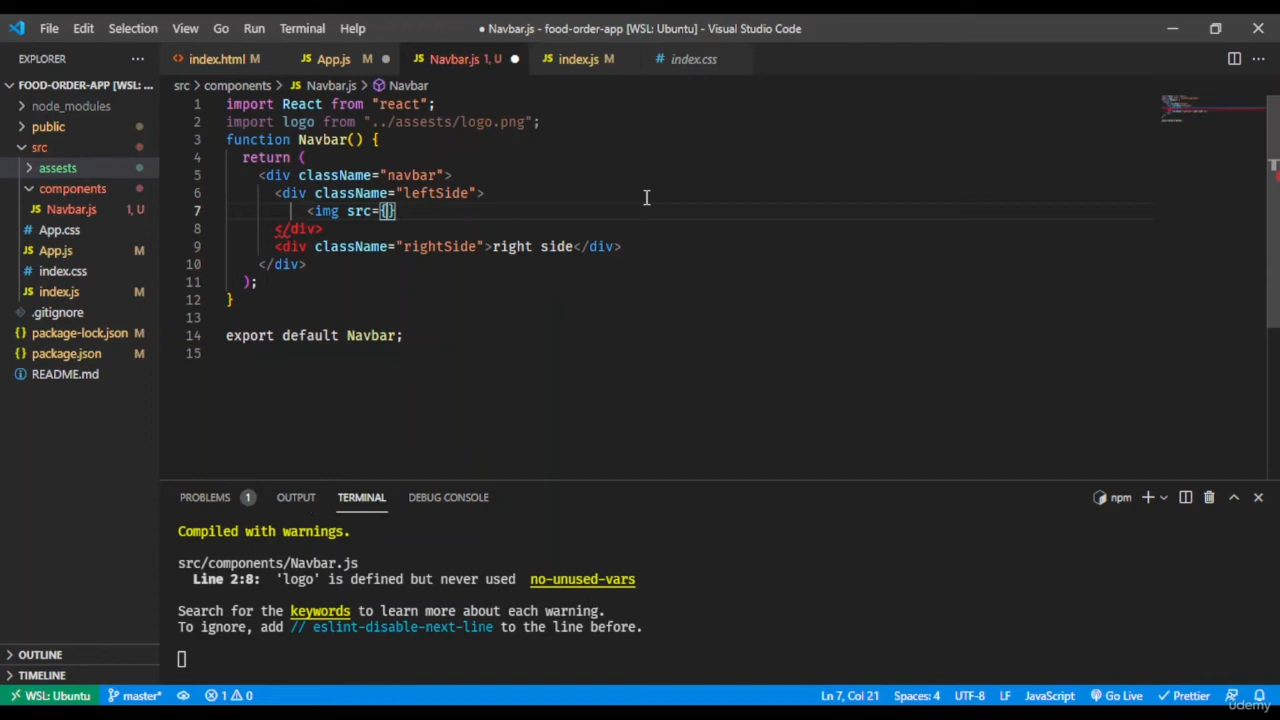 File Edit Selection View Go Run Terminal Help ● Navbar.js - food-order-app [WSL: Ubuntu] - Visual Studio Code
EXPLORER ··· <> index.html M JS App.js M ● JS Navbar.js 1, U ● JS index.js M # index.css ···
FOOD-ORDER-APP [WSL: ... src > components > JS Navbar.js > Navbar
node_modules
public
src
assests
components
Navbar.js 1, U
# App.css
JS App.js M
# index.css
JS index.js M
.gitignore
{} package-lock.json M
{} package.json M
README.md
OUTLINE
TIMELINE
1 import React from "react";
2 import logo from "../assests/logo.png";
3 function Navbar() {
4 return (
5 <div className="navbar">
6 <div className="leftSide">
7 <img src={}
8 </div>
9 <div className="rightSide">right side</div>
10 </div>
11 );
12 }
13
14 export default Navbar;
15
PROBLEMS 1 OUTPUT TERMINAL DEBUG CONSOLE npm
Compiled with warnings.
src/components/Navbar.js
Line 2:8: 'logo' is defined but never used no-unused-vars
Search for the keywords to learn more about each warning.
To ignore, add // eslint-disable-next-line to the line before.
WSL: Ubuntu master* 1 0 Ln 7, Col 21 Spaces: 4 UTF-8 LF JavaScript Go Live Prettier
udemy